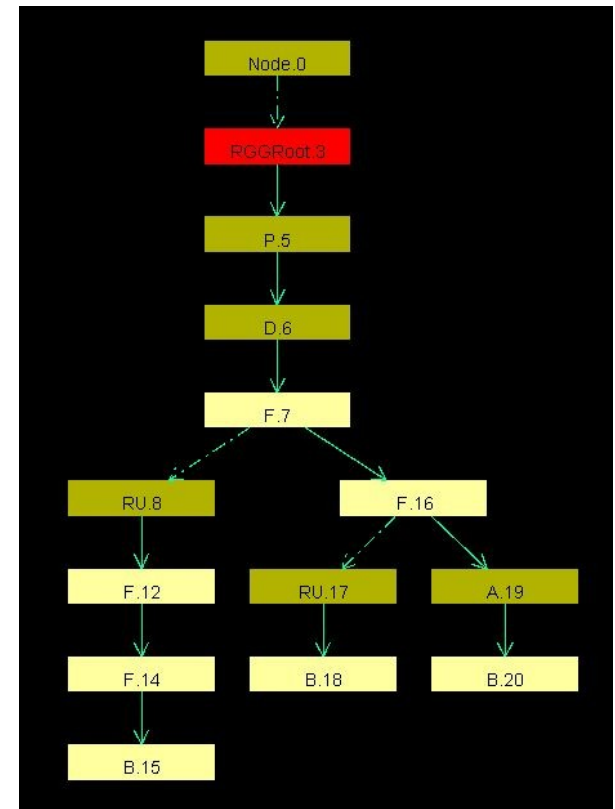 Node.0
RGGRoot.3
P.5
D.6
F.7
RU.8
F.16
F.12
RU.17
A.19
F.14
B.18
B.20
B.15